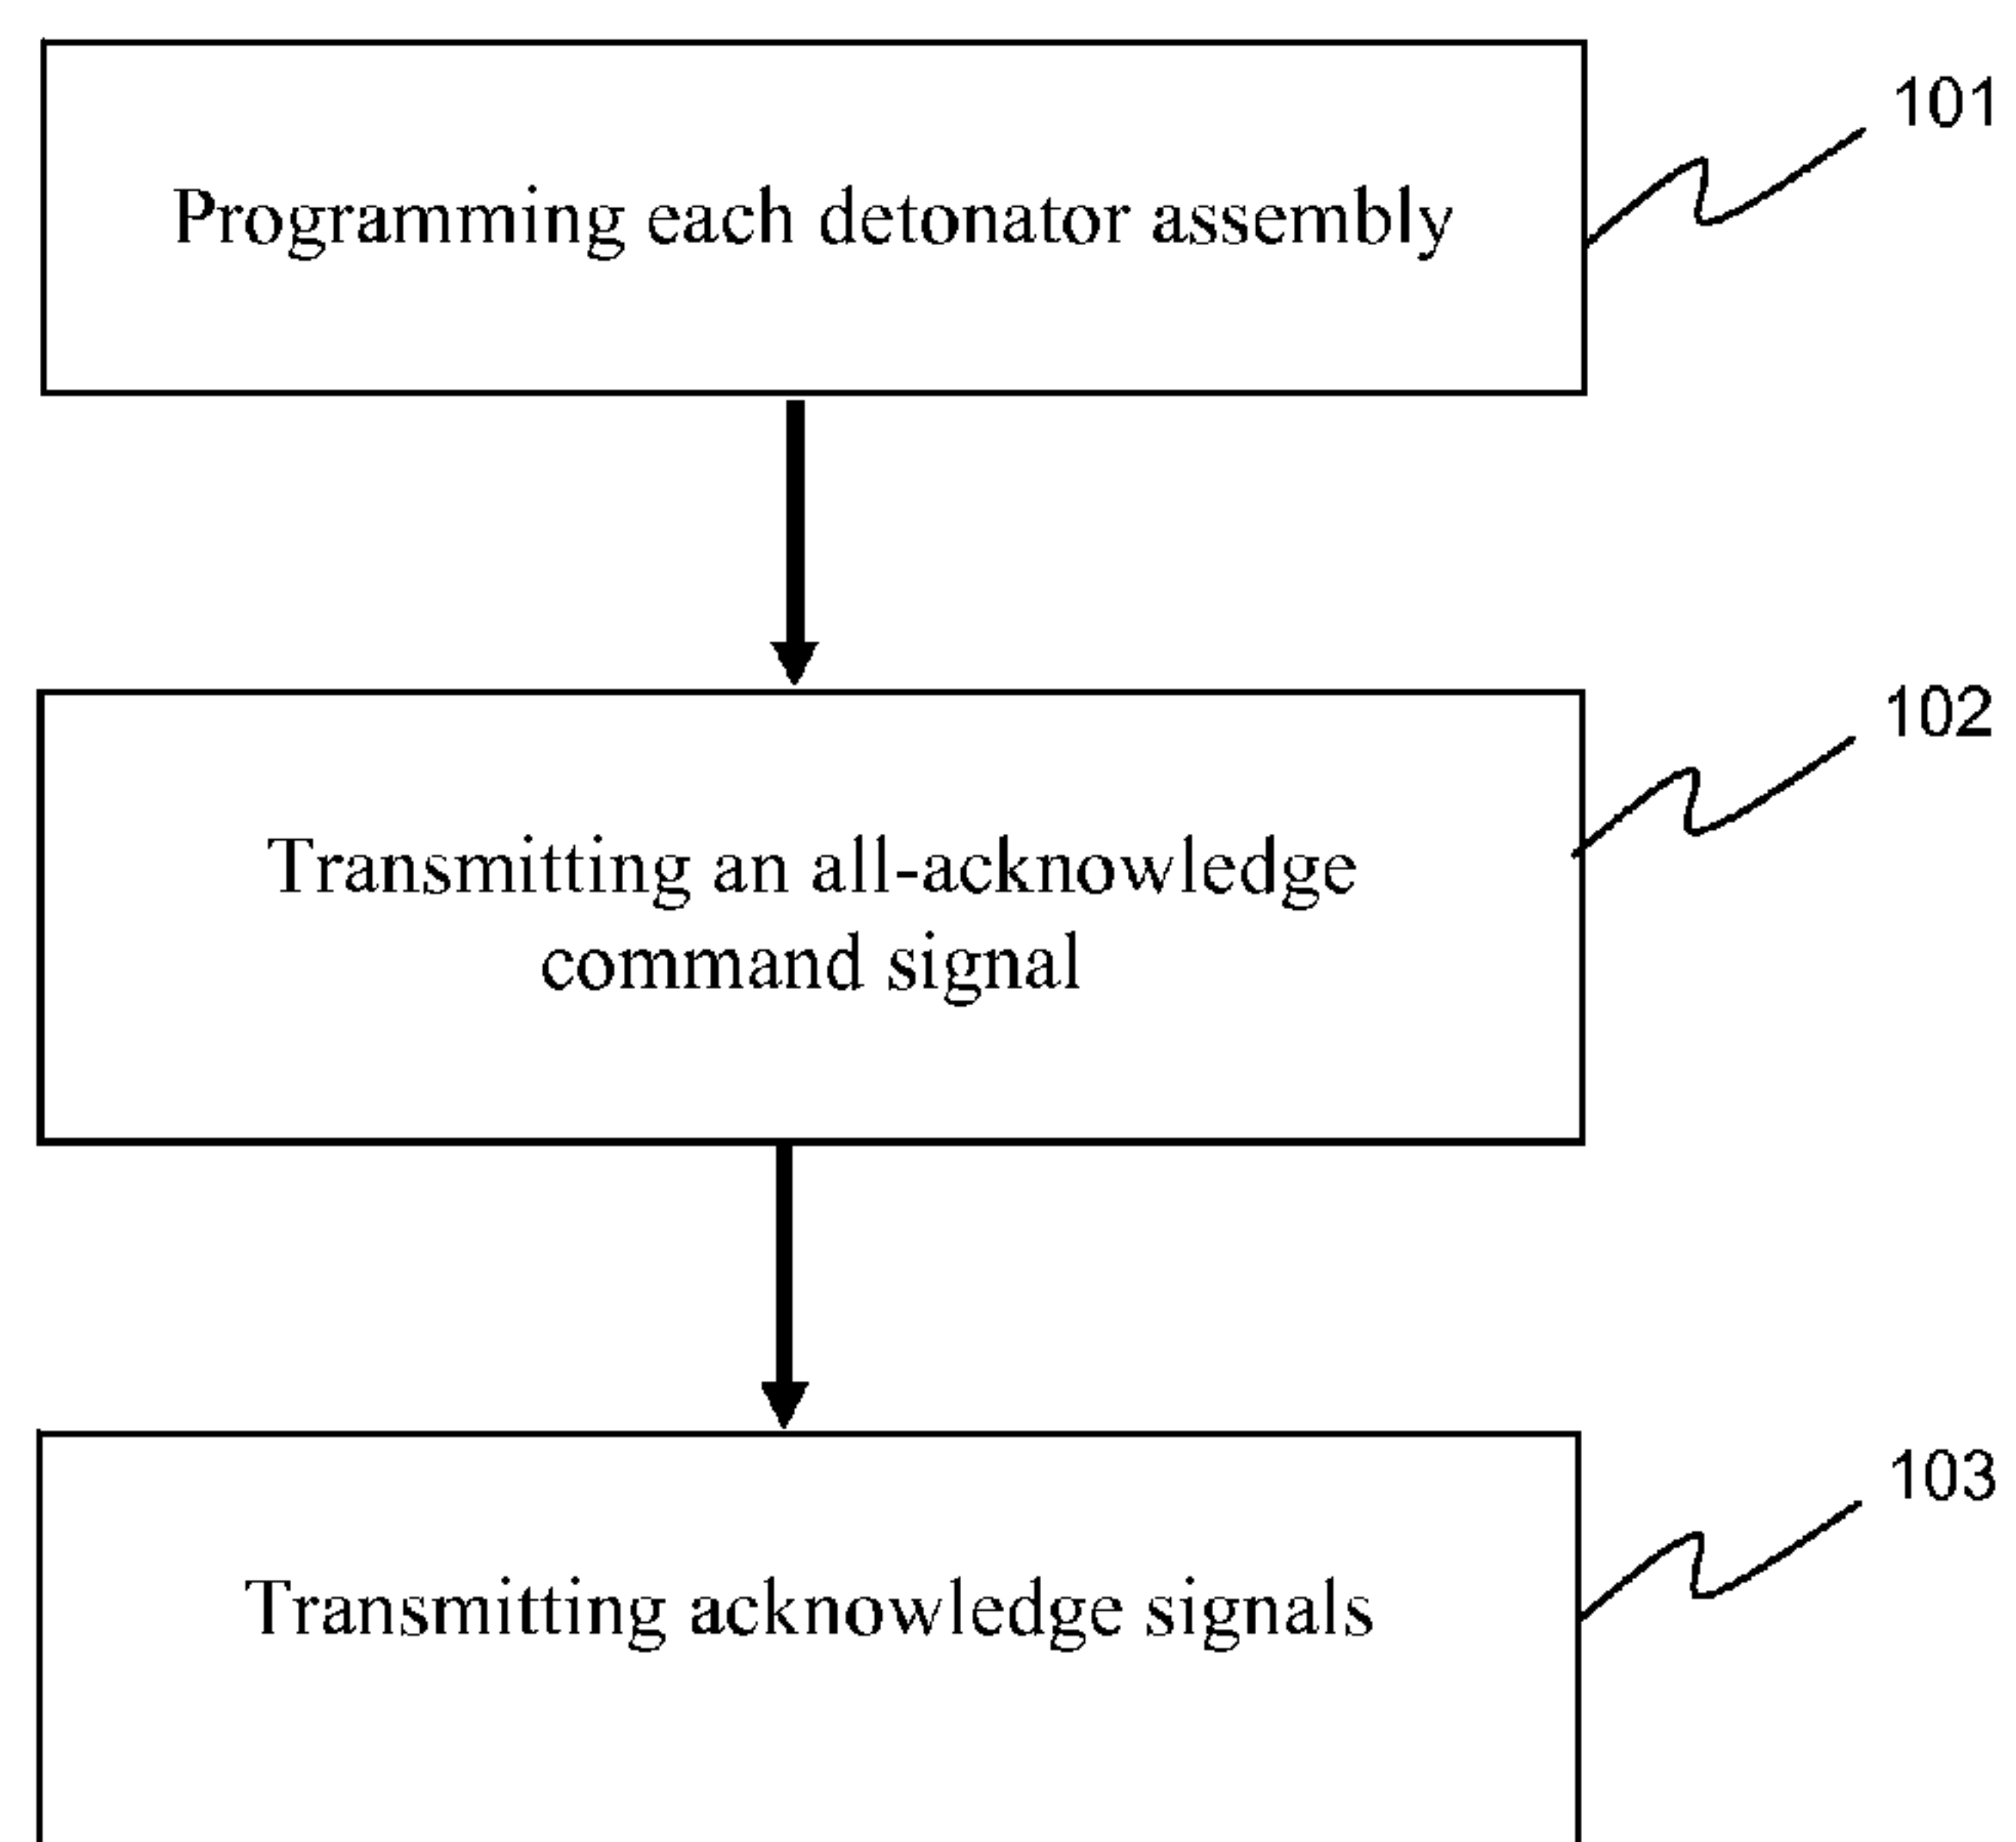 101
Programming each detonator assembly
102
Transmitting an all-acknowledge
command signal
103
Transmitting acknowledge signals